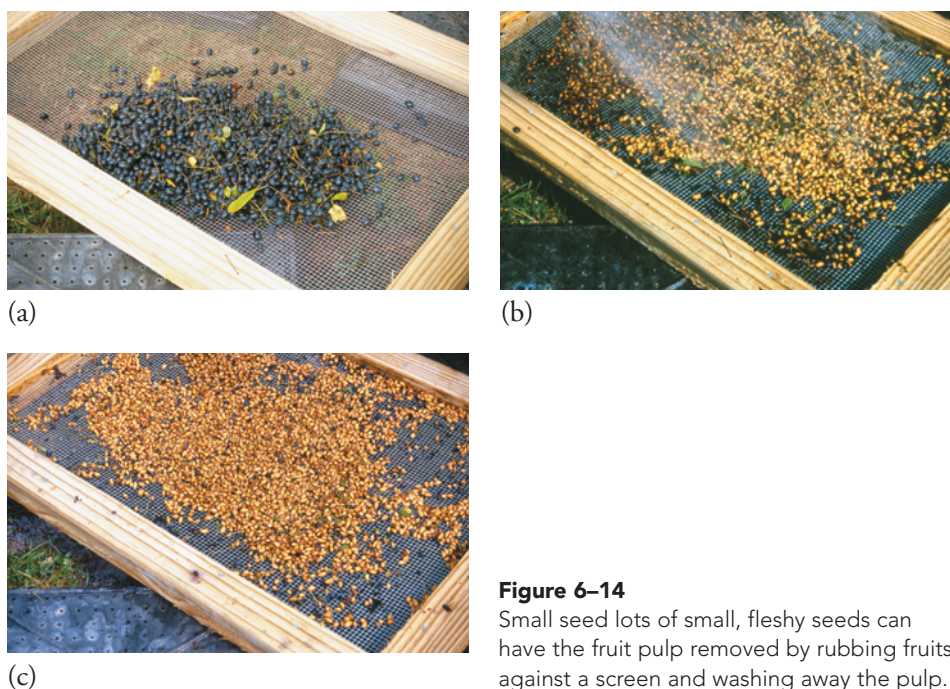 (a)
(b)
(c)
Figure 6–14
Small seed lots of small, fleshy seeds can
have the fruit pulp removed by rubbing fruits
against a screen and washing away the pulp.